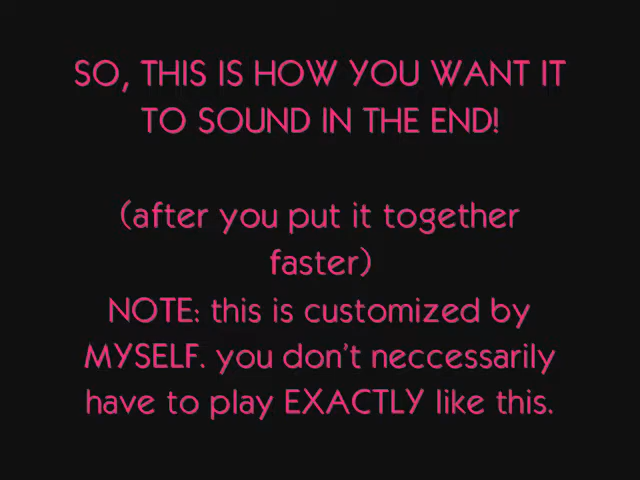 SO, THIS IS HOW YOU WANT IT
TO SOUND IN THE END!
(after you put it together
faster)
NOTE: this is customized by
MYSELF. you don't neccessarily
have to play EXACTLY like this.